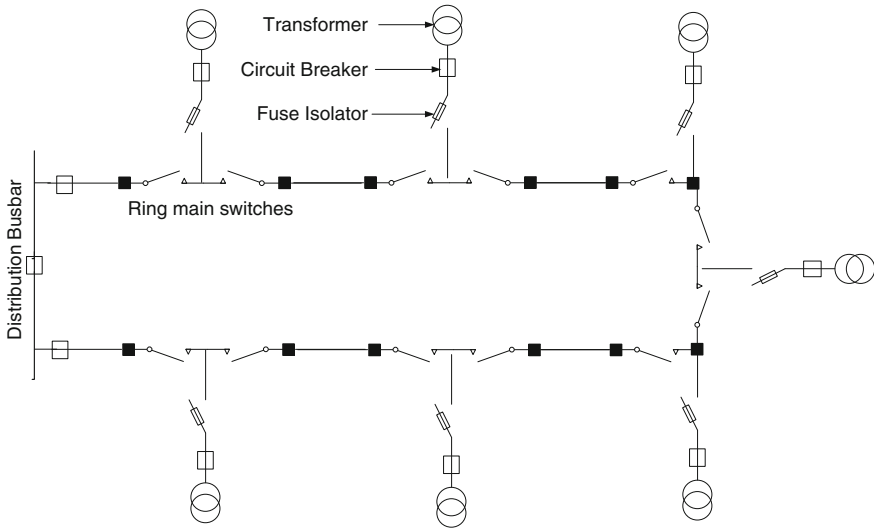 Transformer
Circuit Breaker
Fuse Isolator
Ring main switches
Distribution Busbar